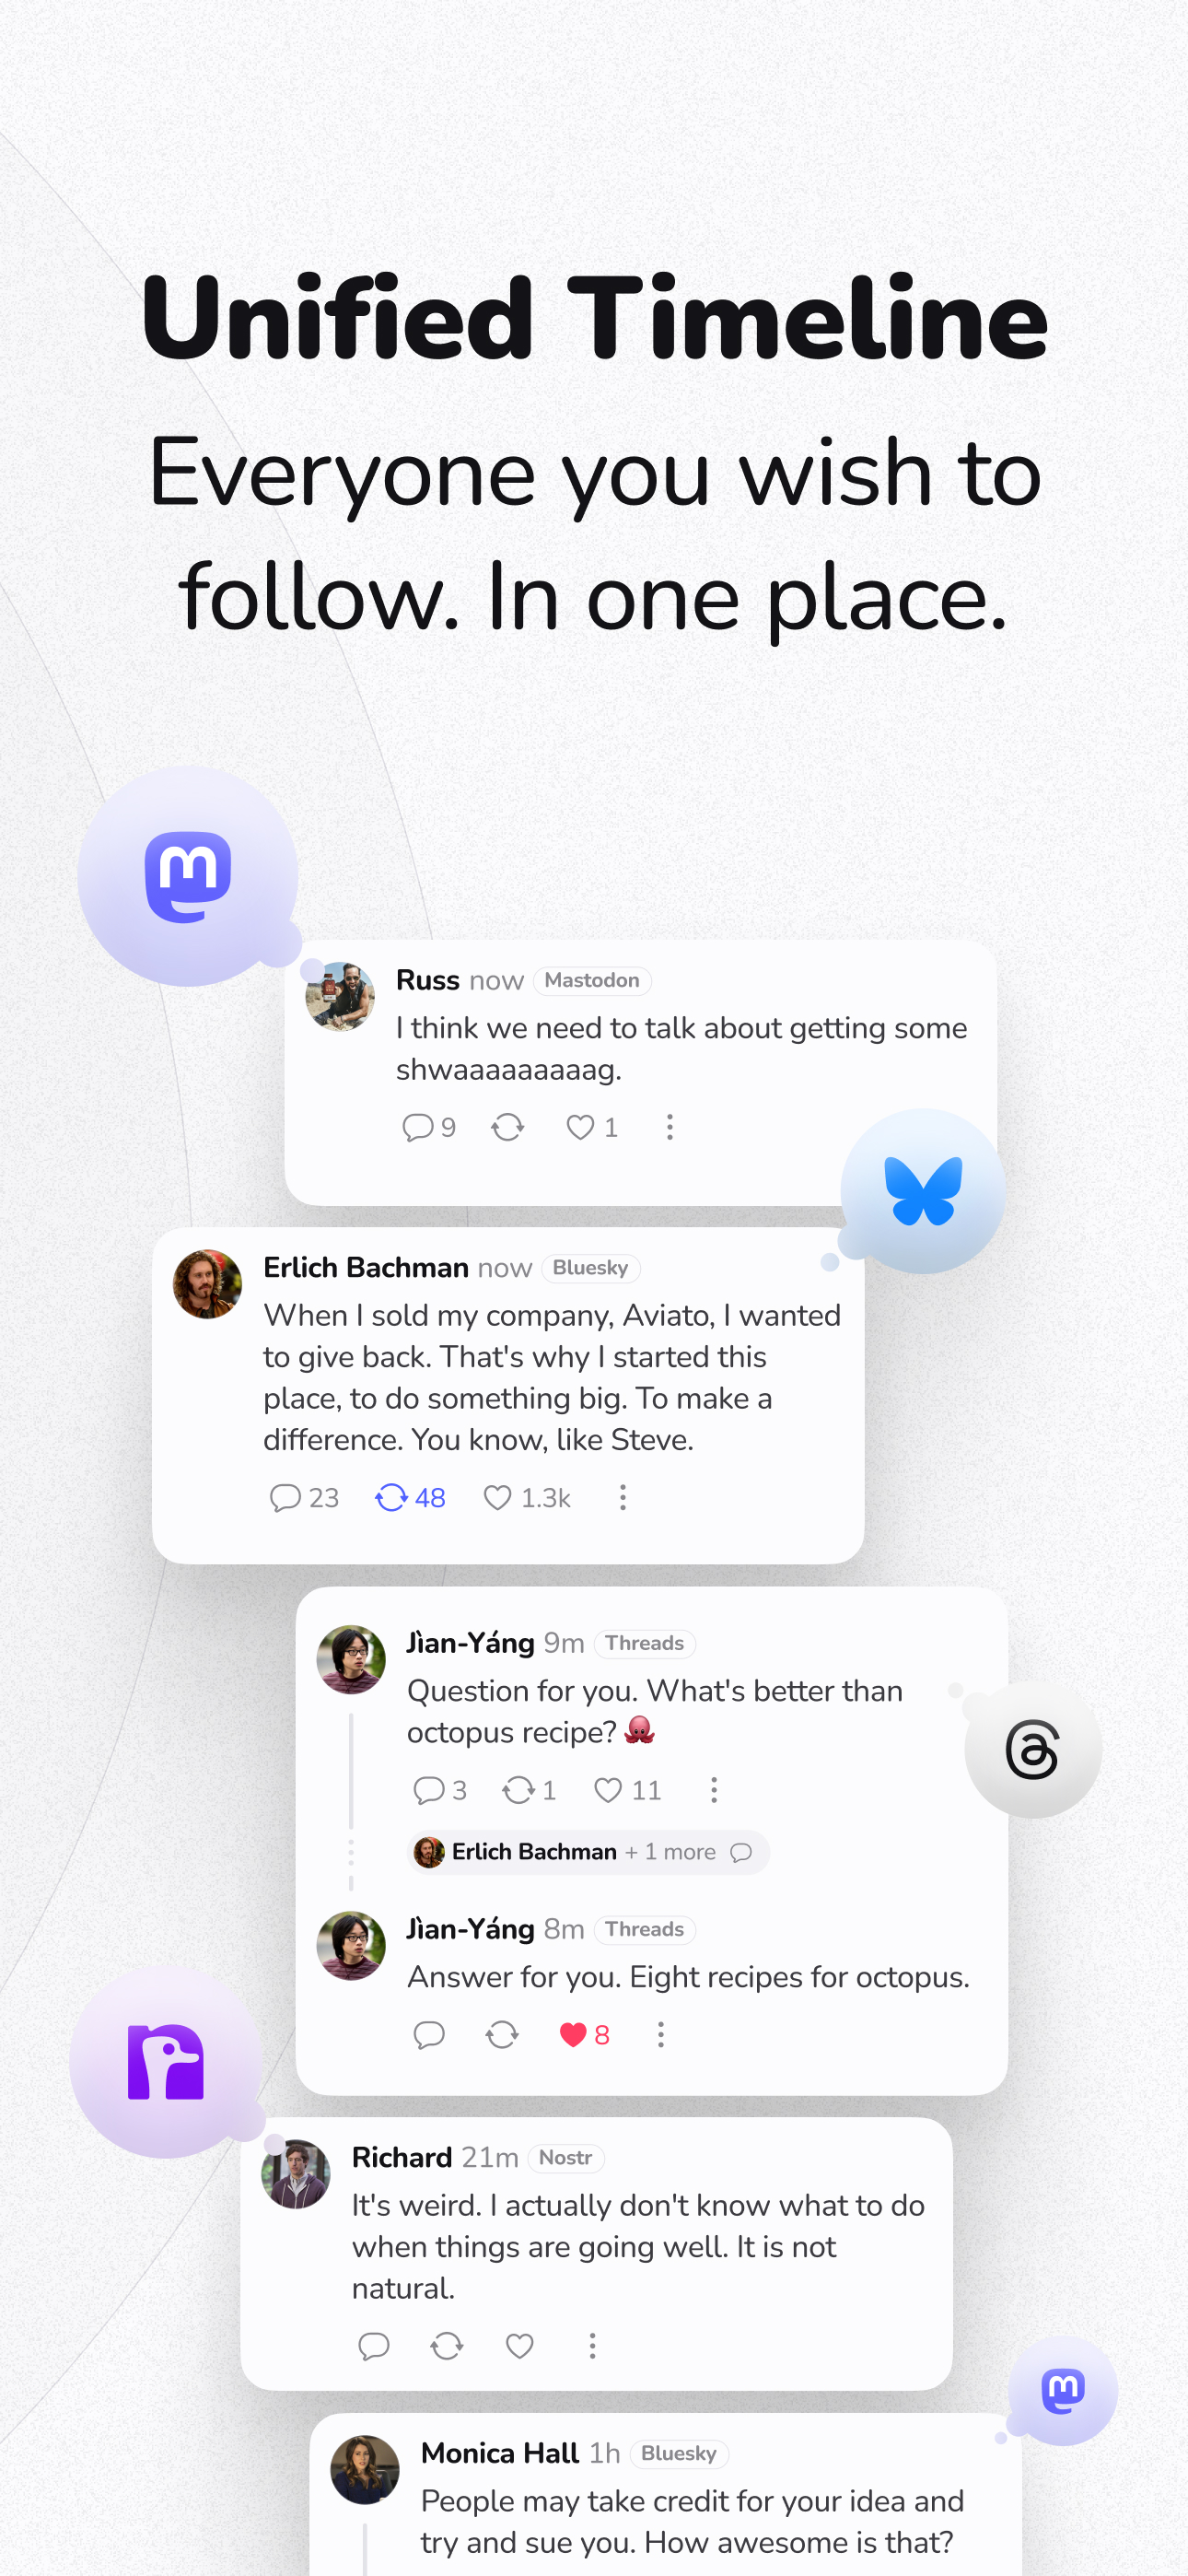 Unified Timeline
Everyone you wish to
follow. In one place.
Russ now Mastodon
I think we need to talk about getting some
shwaaaaaaaaag.
9 1
Erlich Bachman now Bluesky
When I sold my company, Aviato, I wanted
to give back. That's why I started this
place, to do something big. To make a
difference. You know, like Steve.
23 48 1.3k
Jìan-Yáng 9m Threads
Question for you. What's better than
octopus recipe? 🐙
3 1 11
Erlich Bachman + 1 more
Jìan-Yáng 8m Threads
Answer for you. Eight recipes for octopus.
8
Richard 21m Nostr
It's weird. I actually don't know what to do
when things are going well. It is not
natural.
Monica Hall 1h Bluesky
People may take credit for your idea and
try and sue you. How awesome is that?